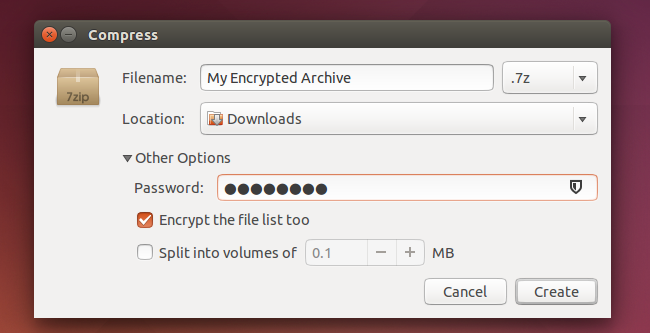 Compress
Filename: My Encrypted Archive .7z
7zip
Location: Downloads
Other Options
Password: ●●●●●●●●
Encrypt the file list too
Split into volumes of 0.1 MB
Cancel Create